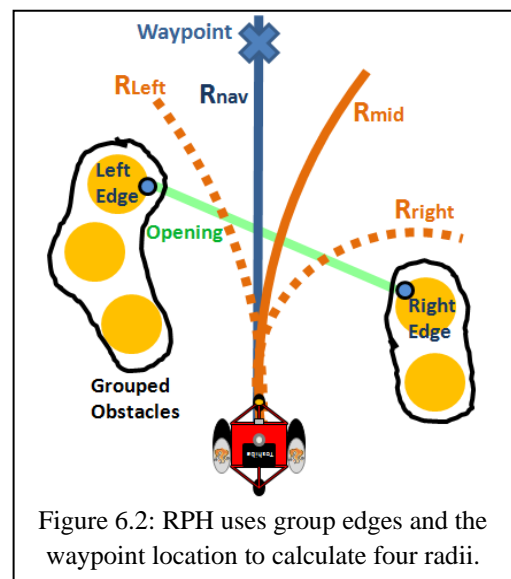 Waypoint
RLeft
Rnav
Rmid
Left
Edge
Rright
Opening
Right
Edge
Grouped
Obstacles
Toshiba
Figure 6.2: RPH uses group edges and the
waypoint location to calculate four radii.